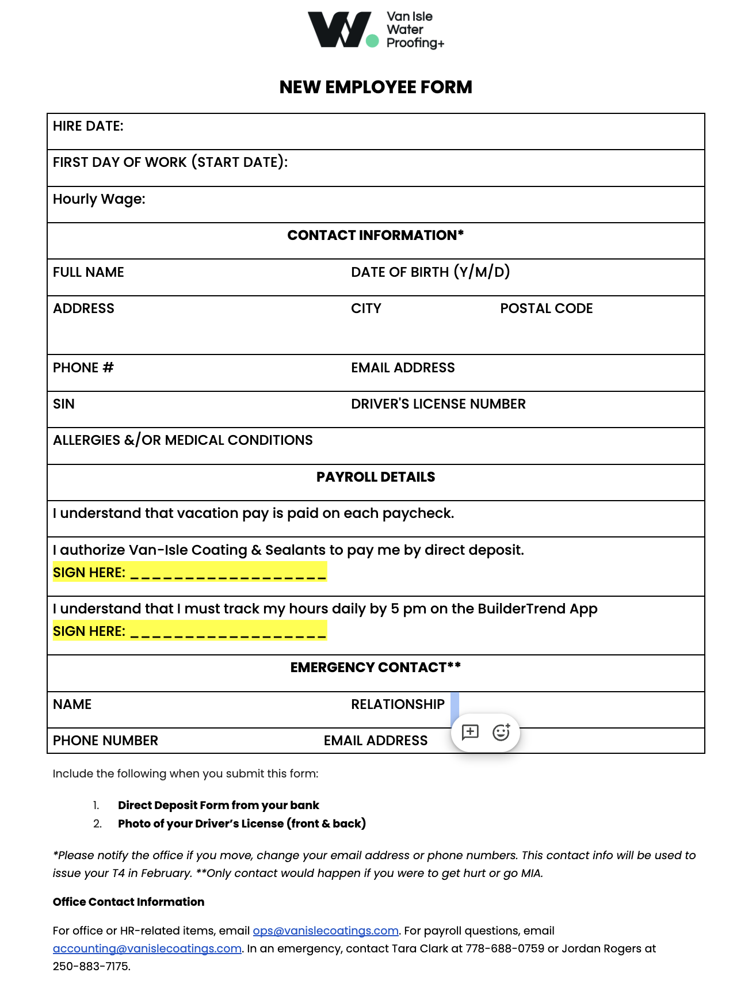 Van Isle
Water
Proofing+
NEW EMPLOYEE FORM
HIRE DATE:
FIRST DAY OF WORK (START DATE):
Hourly Wage:
CONTACT INFORMATION*
FULL NAME DATE OF BIRTH (Y/M/D)
ADDRESS CITY POSTAL CODE
PHONE # EMAIL ADDRESS
SIN DRIVER'S LICENSE NUMBER
ALLERGIES &/OR MEDICAL CONDITIONS
PAYROLL DETAILS
I understand that vacation pay is paid on each paycheck.
I authorize Van-Isle Coating & Sealants to pay me by direct deposit.
SIGN HERE: __________________
I understand that I must track my hours daily by 5 pm on the BuilderTrend App
SIGN HERE: __________________
EMERGENCY CONTACT**
NAME RELATIONSHIP
PHONE NUMBER EMAIL ADDRESS
Include the following when you submit this form:
1. Direct Deposit Form from your bank
2. Photo of your Driver’s License (front & back)
*Please notify the office if you move, change your email address or phone numbers. This contact info will be used to
issue your T4 in February. **Only contact would happen if you were to get hurt or go MIA.
Office Contact Information
For office or HR-related items, email ops@vanislecoatings.com. For payroll questions, email
accounting@vanislecoatings.com. In an emergency, contact Tara Clark at 778-688-0759 or Jordan Rogers at
250-883-7175.